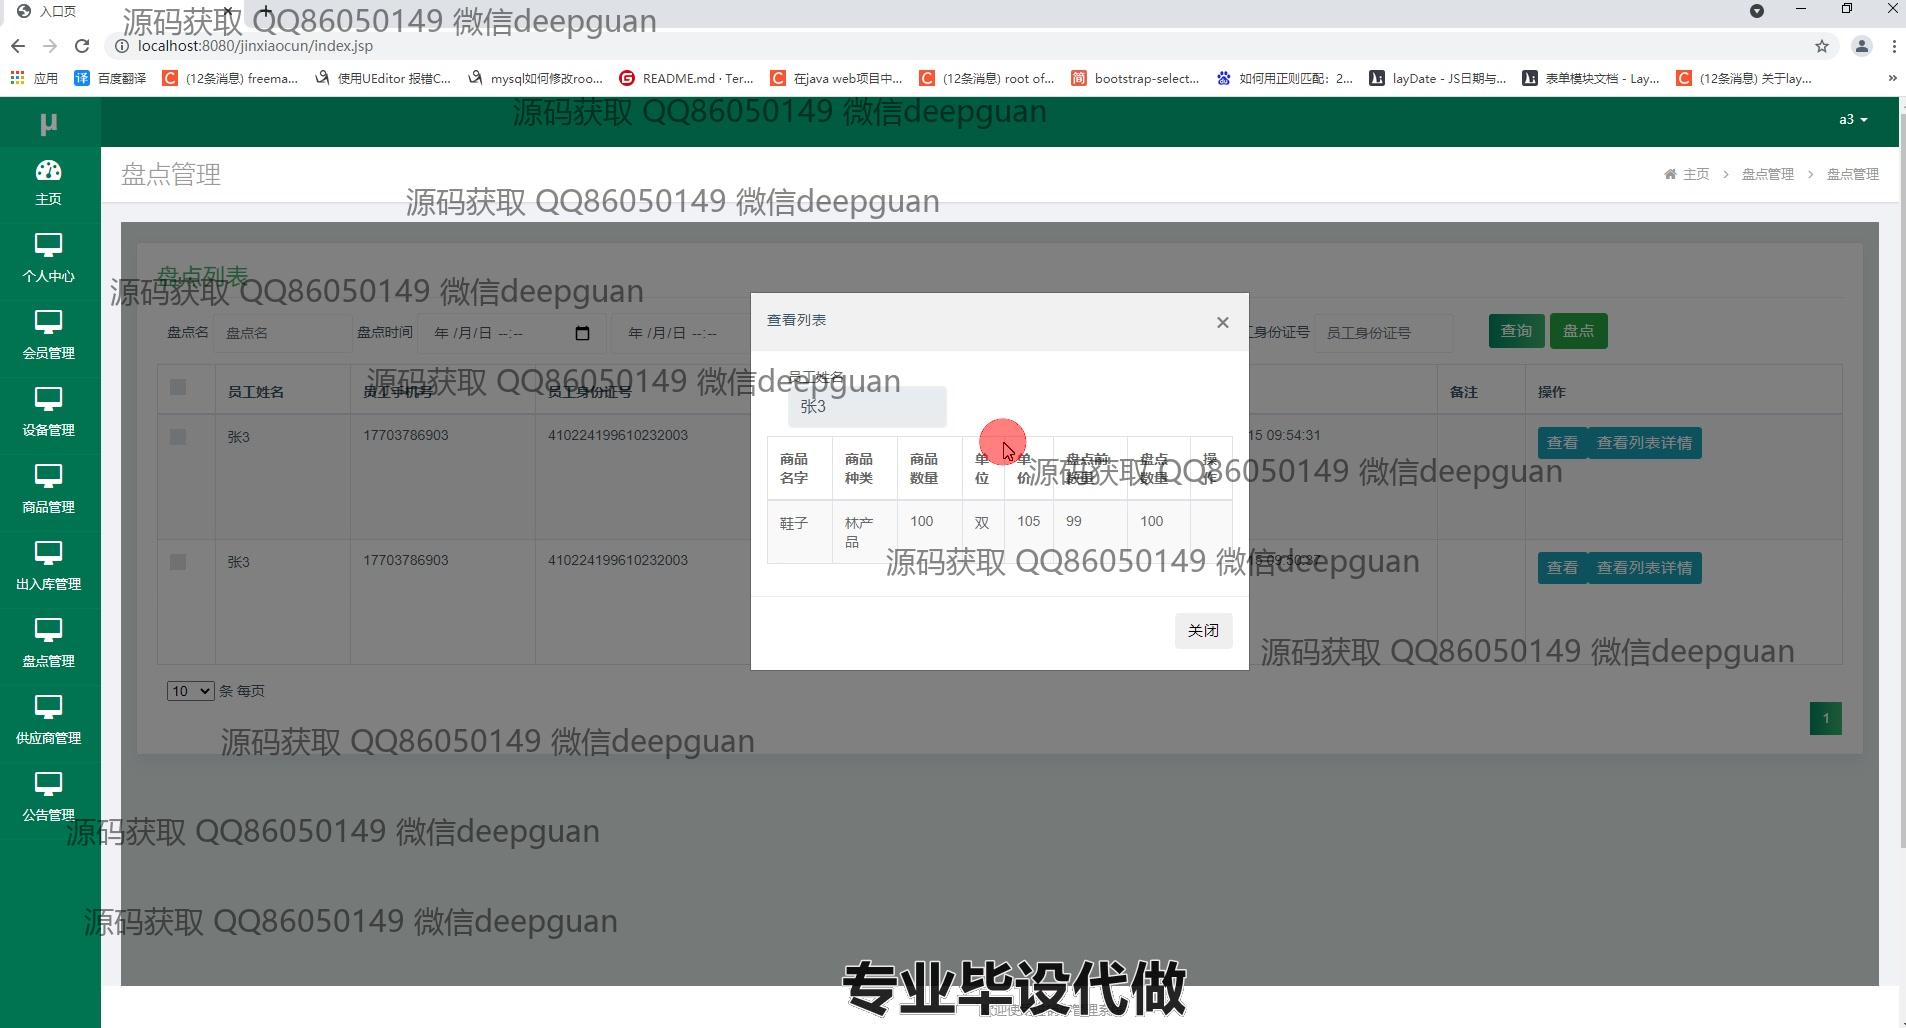 入口页
源码获取 QQ86050149 微信deepguan
localhost:8080/jinxiaocun/index.jsp
应用
百度翻译
(12条消息) freema...
使用UEditor 报错C...
mysql如何修改roo...
README.md · Ter...
在java web项目中...
(12条消息) root of...
bootstrap-select...
如何用正则匹配：2...
layDate - JS日期与...
表单模块文档 - Lay...
(12条消息) 关于lay...
源码获取 QQ86050149 微信deepguan
μ
a3
主页
个人中心
会员管理
设备管理
商品管理
出入库管理
盘点管理
供应商管理
公告管理
盘点管理
主页 > 盘点管理 > 盘点管理
源码获取 QQ86050149 微信deepguan
盘点列表
源码获取 QQ86050149 微信deepguan
盘点名 盘点名 盘点时间 年 /月/日 --:-- 年 /月/日 --:--
工身份证号 员工身份证号 查询 盘点
源码获取 QQ86050149 微信deepguan
员工姓名 员工手机号 员工身份证号 备注 操作
张3 17703786903 410224199610232003 15 09:54:31 查看 查看列表详情
源码获取 QQ86050149 微信deepguan
张3 17703786903 410224199610232003 查看 查看列表详情
源码获取 QQ86050149 微信deepguan
查看列表
×
员工姓名
张3
商品名字 商品种类 商品数量 单位 单价 盘点前数量 盘点数量 操作
鞋子 林产品 100 双 105 99 100
关闭
源码获取 QQ86050149 微信deepguan
10 条 每页
1
源码获取 QQ86050149 微信deepguan
源码获取 QQ86050149 微信deepguan
源码获取 QQ86050149 微信deepguan
专业毕设代做